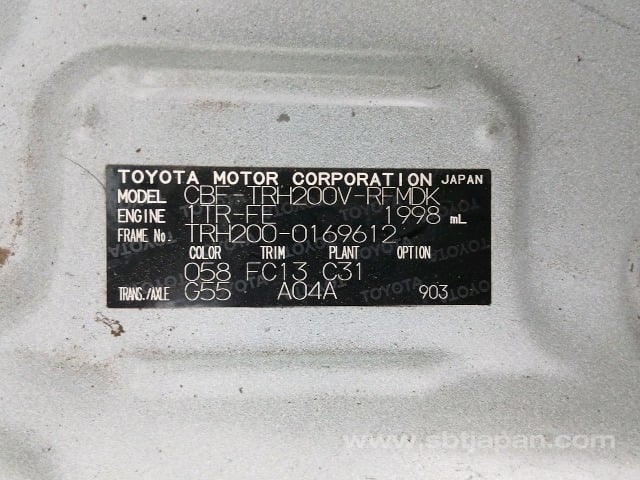 TOYOTA MOTOR CORPORATION JAPAN
MODEL CBF-TRH200V-RFMDK
ENGINE 1TR-FE 1998 mL
FRAME No TRH200-0169612
COLOR TRIM PLANT OPTION
058 FC13 C31
TRANS./AXLE G55 A04A 903
www.sbtjapan.com